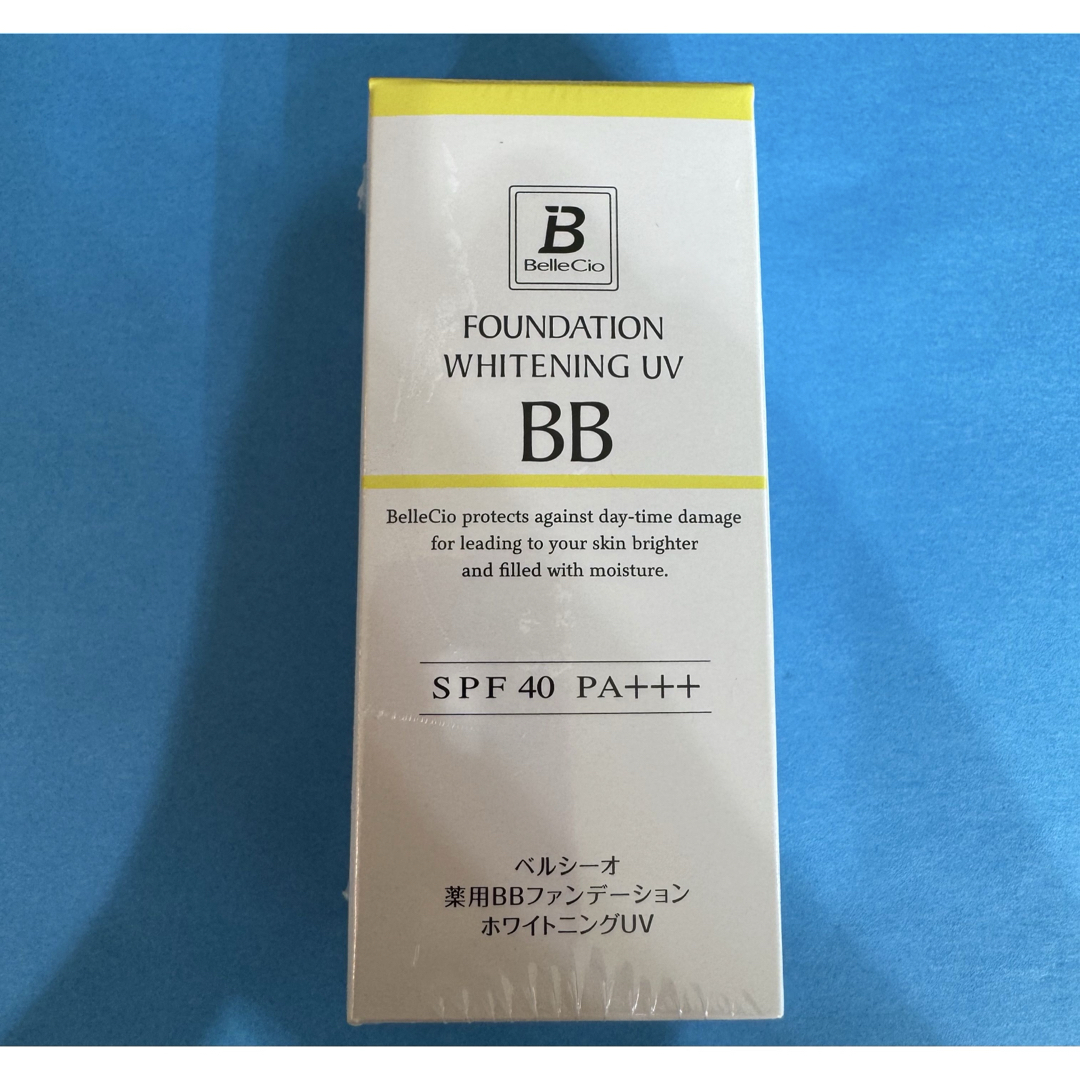 B
BelleCio
FOUNDATION
WHITENING UV
BB
BelleCio protects against day-time damage
for leading to your skin brighter
and filled with moisture.
SPF 40 PA+++
ベルシーオ
薬用BBファンデーション
ホワイトニングUV